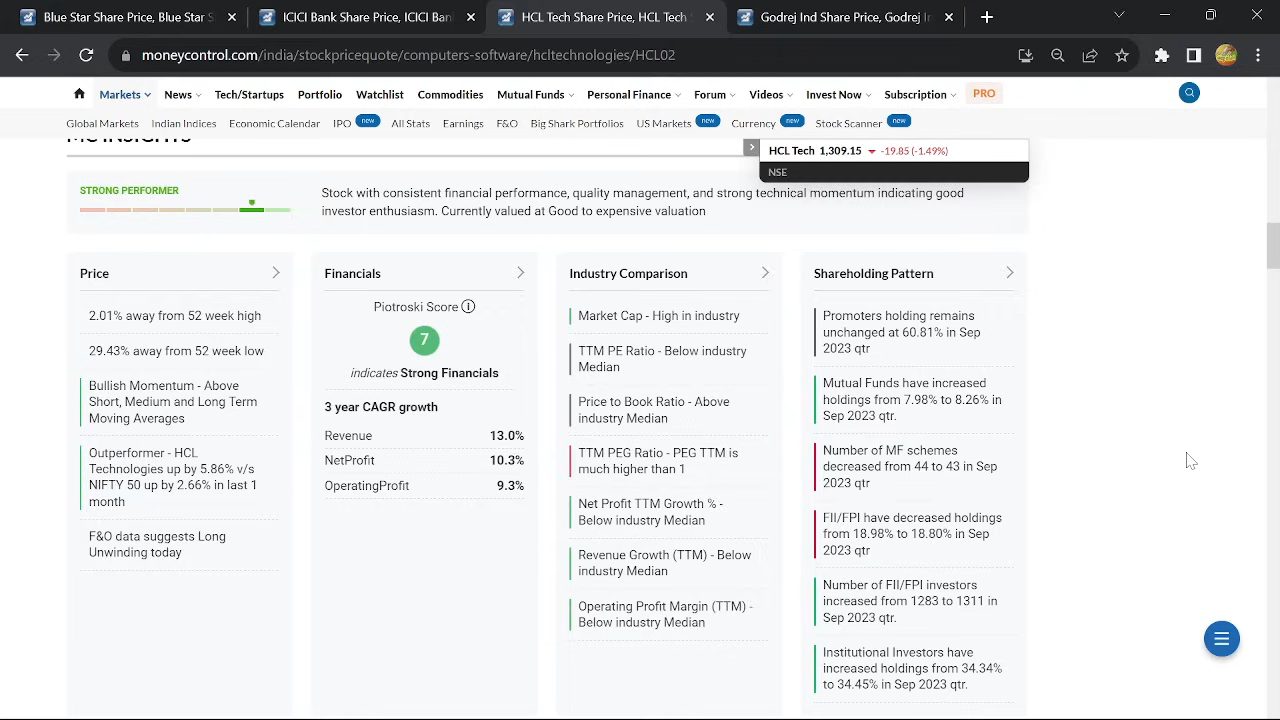 Blue Star Share Price, Blue Star S
ICICI Bank Share Price, ICICI Bank
HCL Tech Share Price, HCL Tech S
Godrej Ind Share Price, Godrej In
moneycontrol.com/india/stockpricequote/computers-software/hcltechnologies/HCL02
Markets News Tech/Startups Portfolio Watchlist Commodities Mutual Funds Personal Finance Forum Videos Invest Now Subscription PRO
Global Markets Indian Indices Economic Calendar IPO new All Stats Earnings F&O Big Shark Portfolios US Markets new Currency new Stock Scanner new
MC INSIGHTS
HCL Tech 1,309.15 -19.85 (-1.49%)
NSE
STRONG PERFORMER
Stock with consistent financial performance, quality management, and strong technical momentum indicating good
investor enthusiasm. Currently valued at Good to expensive valuation
Price
2.01% away from 52 week high
29.43% away from 52 week low
Bullish Momentum - Above
Short, Medium and Long Term
Moving Averages
Outperformer - HCL
Technologies up by 5.86% v/s
NIFTY 50 up by 2.66% in last 1
month
F&O data suggests Long
Unwinding today
Financials
Piotroski Score
7
indicates Strong Financials
3 year CAGR growth
Revenue 13.0%
NetProfit 10.3%
OperatingProfit 9.3%
Industry Comparison
Market Cap - High in industry
TTM PE Ratio - Below industry
Median
Price to Book Ratio - Above
industry Median
TTM PEG Ratio - PEG TTM is
much higher than 1
Net Profit TTM Growth % -
Below industry Median
Revenue Growth (TTM) - Below
industry Median
Operating Profit Margin (TTM) -
Below industry Median
Shareholding Pattern
Promoters holding remains
unchanged at 60.81% in Sep
2023 qtr
Mutual Funds have increased
holdings from 7.98% to 8.26% in
Sep 2023 qtr.
Number of MF schemes
decreased from 44 to 43 in Sep
2023 qtr
FII/FPI have decreased holdings
from 18.98% to 18.80% in Sep
2023 qtr
Number of FII/FPI investors
increased from 1283 to 1311 in
Sep 2023 qtr.
Institutional Investors have
increased holdings from 34.34%
to 34.45% in Sep 2023 qtr.